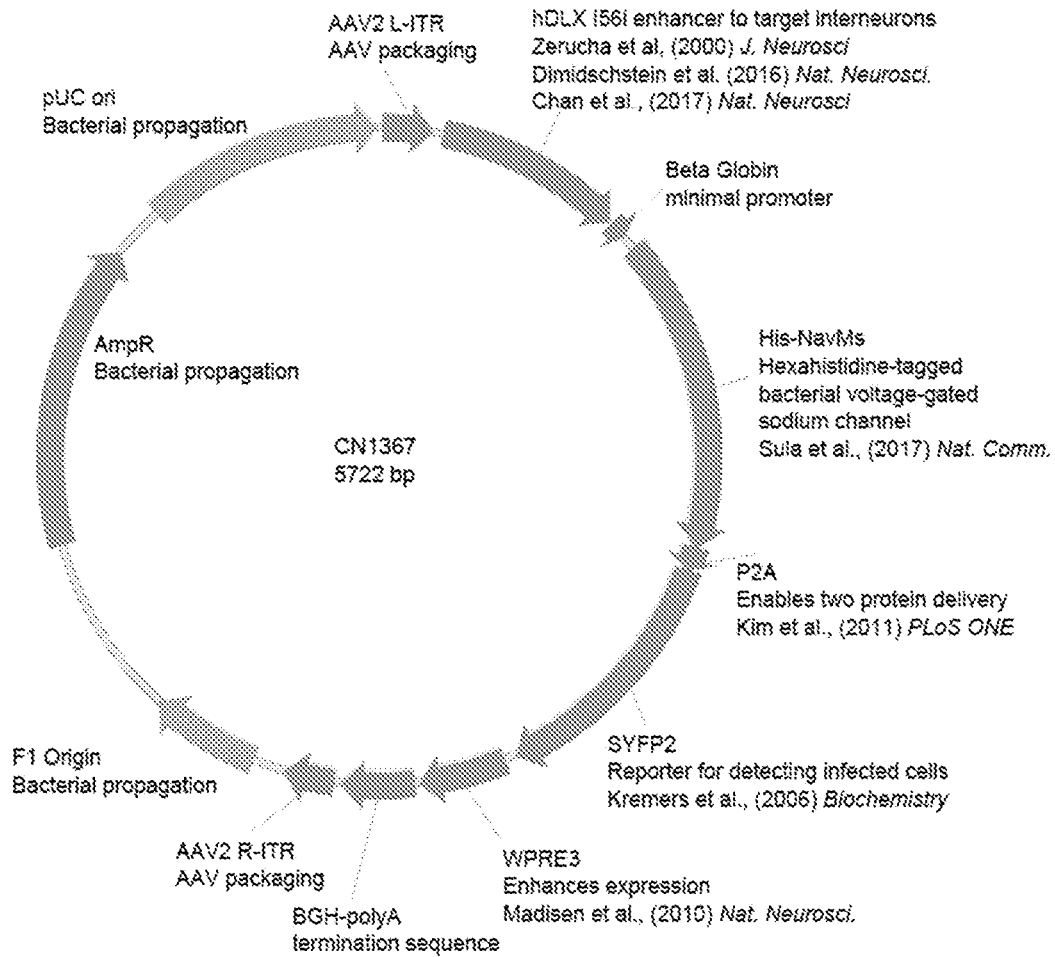 AAV2 L-ITR
AAV packaging
hDLX I56i enhancer to target interneurons
Zerucha et al, (2000) J. Neurosci
Dimidschstein et al. (2016) Nat. Neurosci.
Chan et al., (2017) Nat. Neurosci
pUC ori
Bacterial propagation
Beta Globin
minimal promoter
AmpR
Bacterial propagation
His-NavMs
Hexahistidine-tagged
bacterial voltage-gated
sodium channel
Sula et al., (2017) Nat. Comm.
CN1367
5722 bp
P2A
Enables two protein delivery
Kim et al., (2011) PLoS ONE
F1 Origin
Bacterial propagation
SYFP2
Reporter for detecting infected cells
Kremers et al., (2006) Biochemistry
AAV2 R-ITR
AAV packaging
WPRE3
Enhances expression
Madisen et al., (2010) Nat. Neurosci.
BGH-polyA
termination sequence